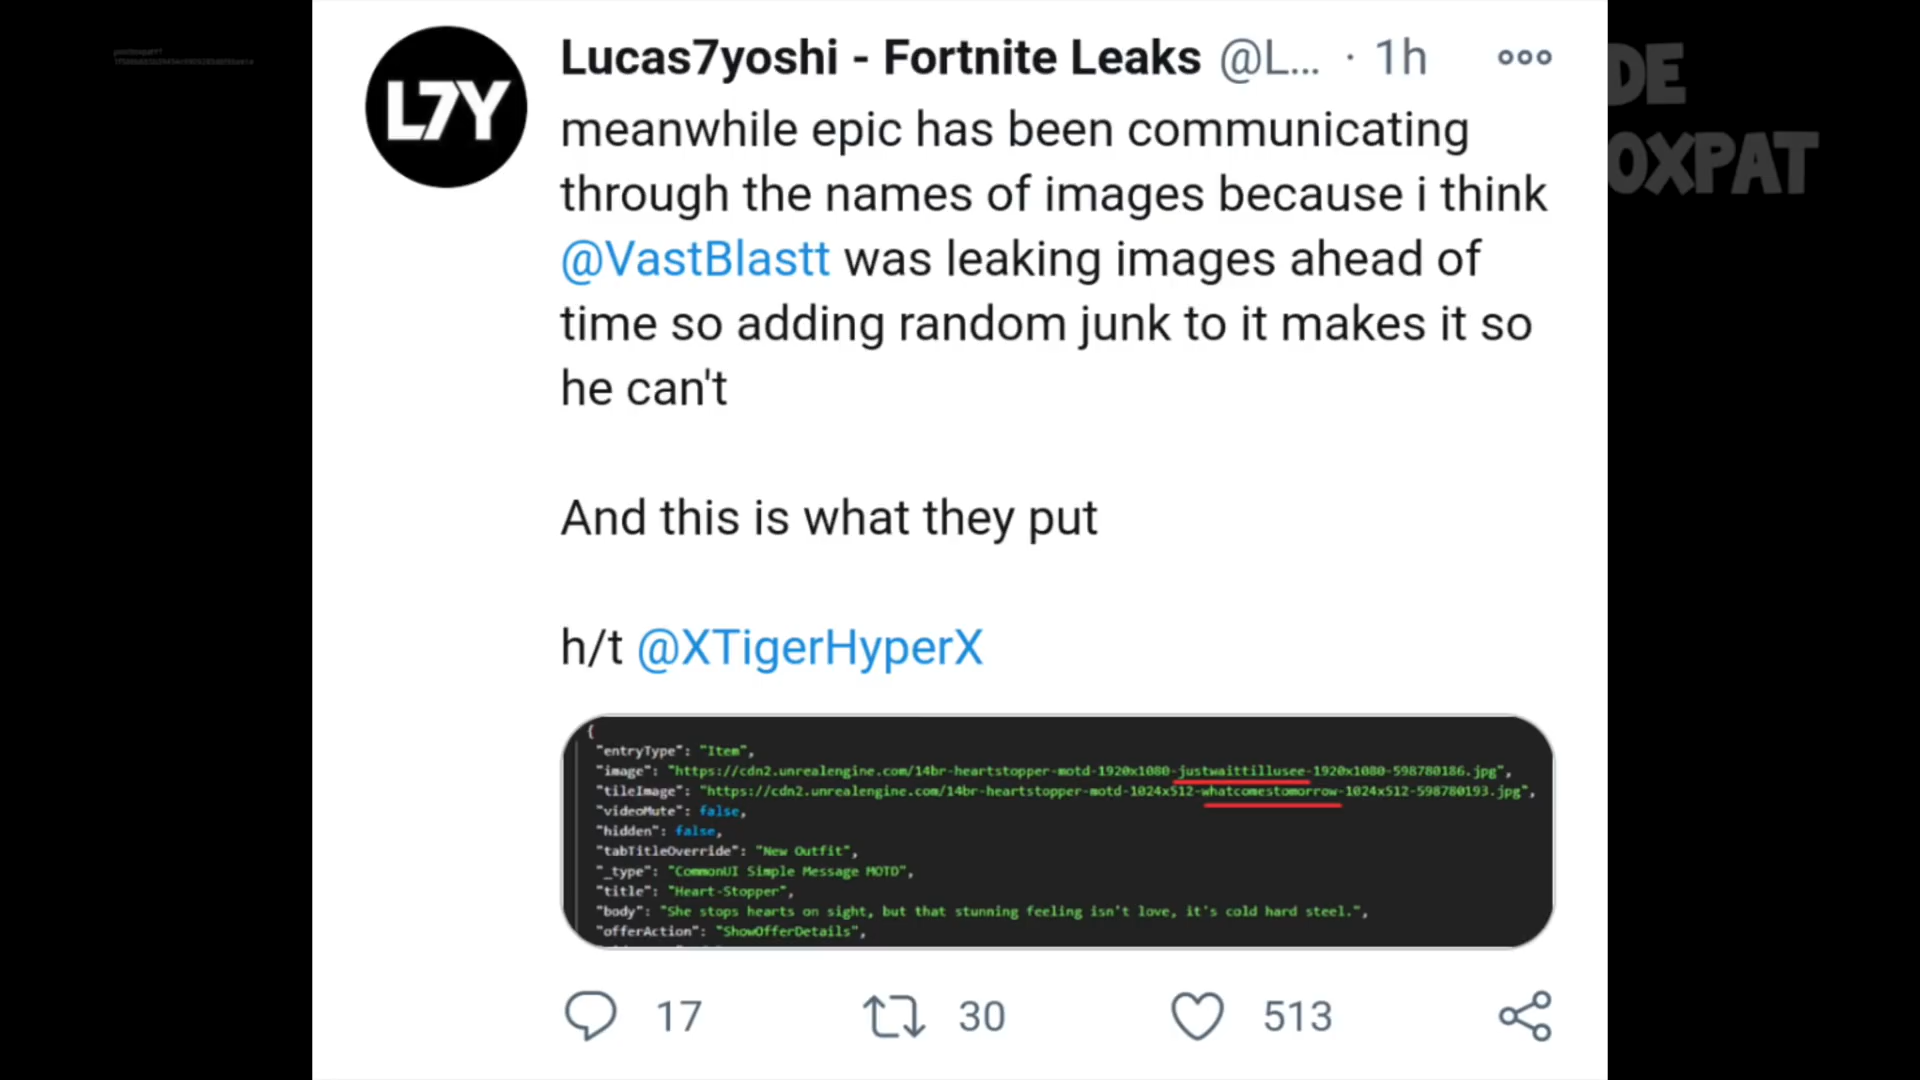 Lucas7yoshi - Fortnite Leaks @L... · 1h
L7Y
meanwhile epic has been communicating
through the names of images because i think
@VastBlastt was leaking images ahead of
time so adding random junk to it makes it so
he can't
And this is what they put
h/t @XTigerHyperX
{
"entryType": "Item",
"image": "https://cdn2.unrealengine.com/14br-heartstopper-motd-1920x1080-justwaittillusee-1920x1080-598780186.jpg",
"tileImage": "https://cdn2.unrealengine.com/14br-heartstopper-motd-1024x512-whatcomestomorrow-1024x512-598780193.jpg",
"videoMute": false,
"hidden": false,
"tabTitleOverride": "New Outfit",
"_type": "CommonUI Simple Message MOTD",
"title": "Heart-Stopper",
"body": "She stops hearts on sight, but that stunning feeling isn't love, it's cold hard steel.",
"offerAction": "ShowOfferDetails",
17 30 513
DE
OXPAT